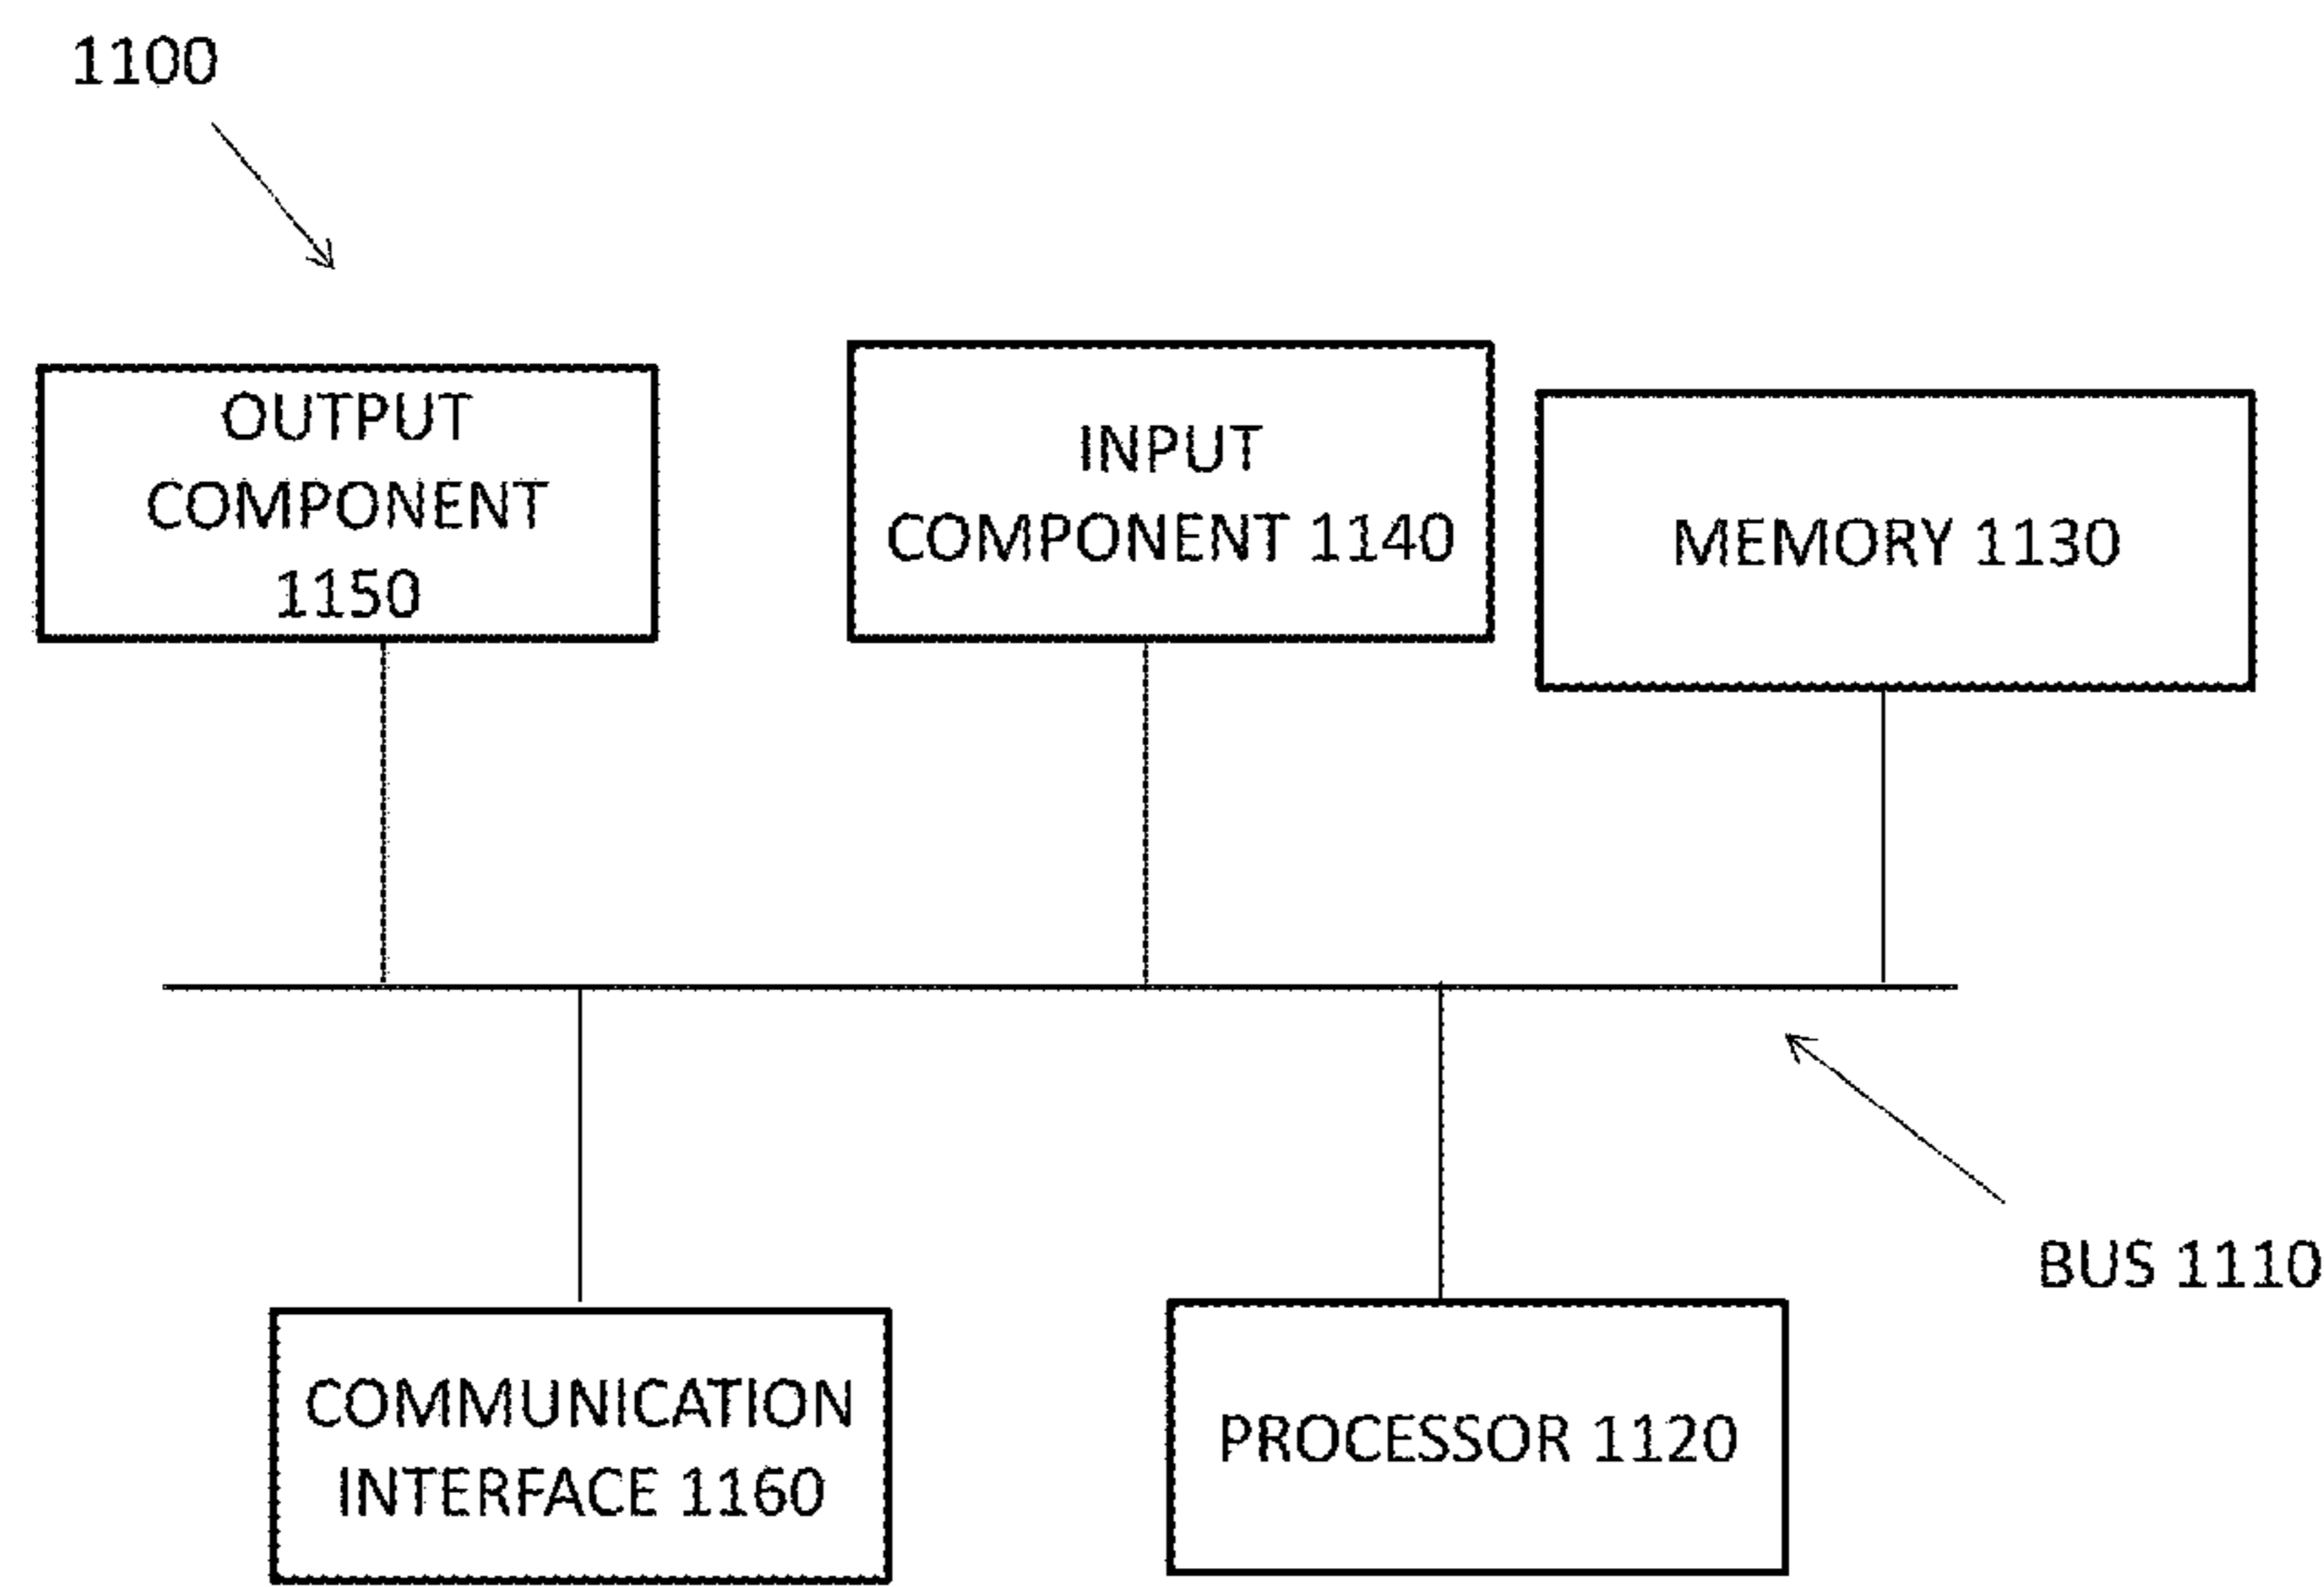 1100
OUTPUT
COMPONENT
1150
INPUT
COMPONENT 1140
MEMORY 1130
BUS 1110
COMMUNICATION
INTERFACE 1160
PROCESSOR 1120